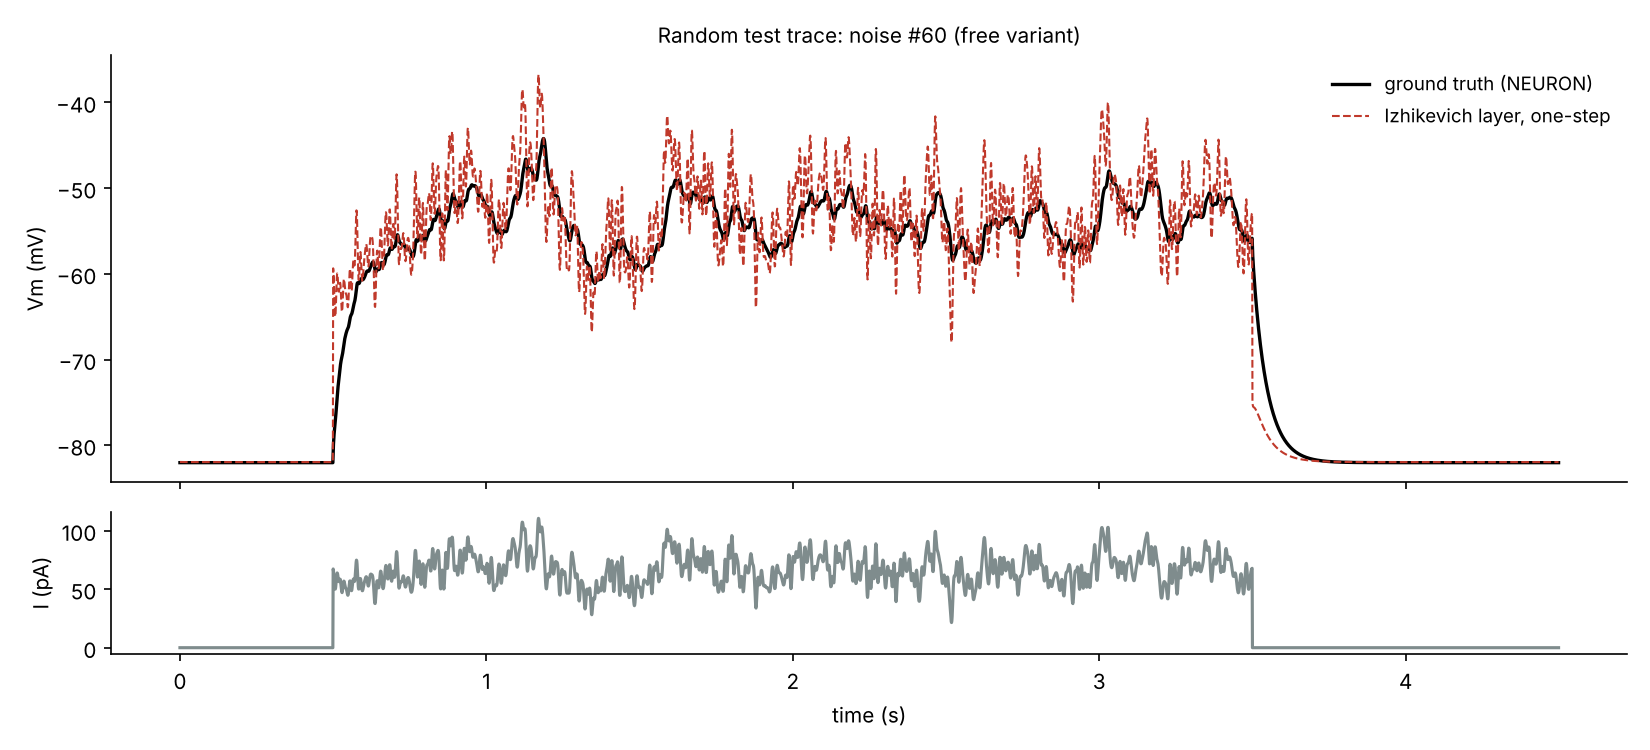 Random test trace: noise #60 (free variant)
ground truth (NEURON)
Izhikevich layer, one-step
Vm (mV)
−40
−50
−60
−70
−80
I (pA)
100
50
0
0 1 2 3 4
time (s)